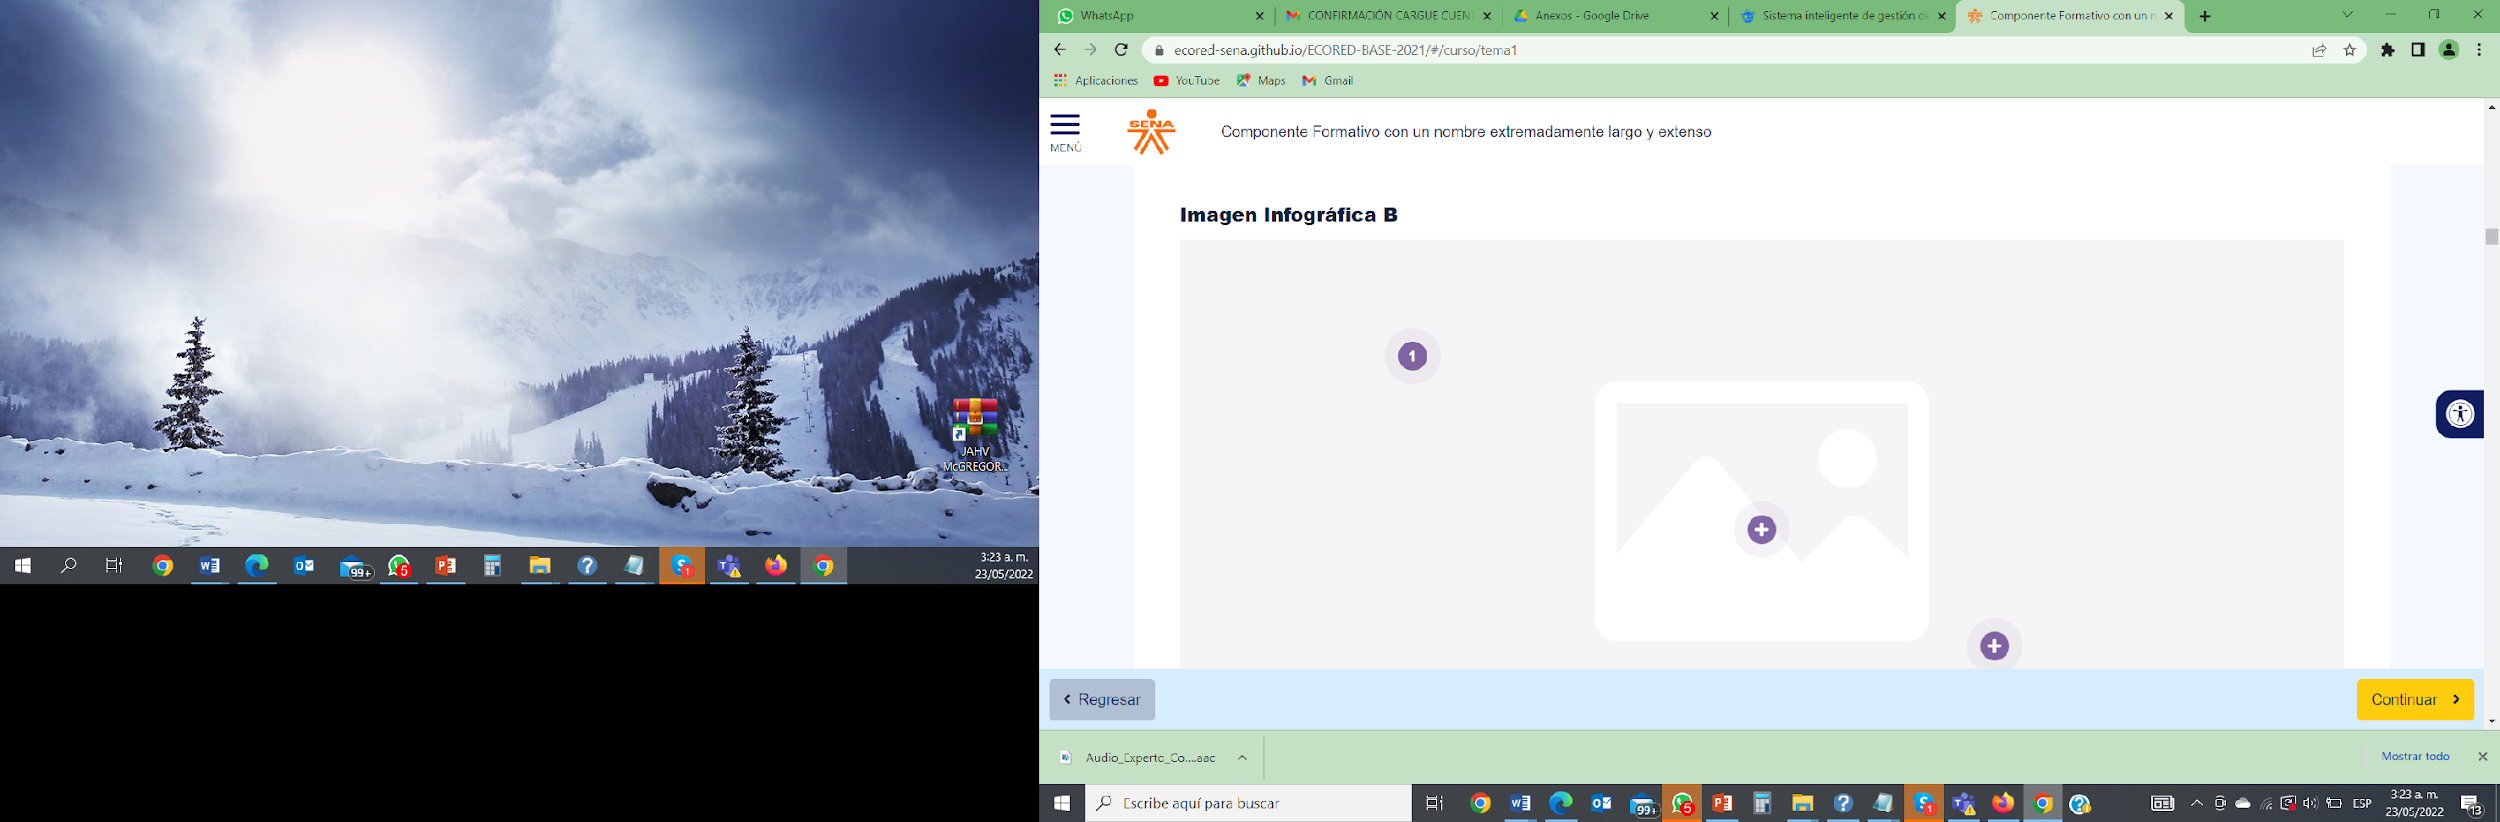 JAHV
McGREGOR...
99+
5
1
3:23 a. m.
23/05/2022
WhatsApp
CONFIRMACIÓN CARGUE CUENT
Anexos - Google Drive
Sistema inteligente de gestión de
Componente Formativo con un n
ecored-sena.github.io/ECORED-BASE-2021/#/curso/tema1
Aplicaciones
YouTube
Maps
Gmail
MENÚ
SENA
Componente Formativo con un nombre extremadamente largo y extenso
Imagen Infográfica B
1
Regresar
Continuar
Audio_Experto_Co....aac
Mostrar todo
Escribe aquí para buscar
99+
5
1
ESP
3:23 a. m.
23/05/2022
13